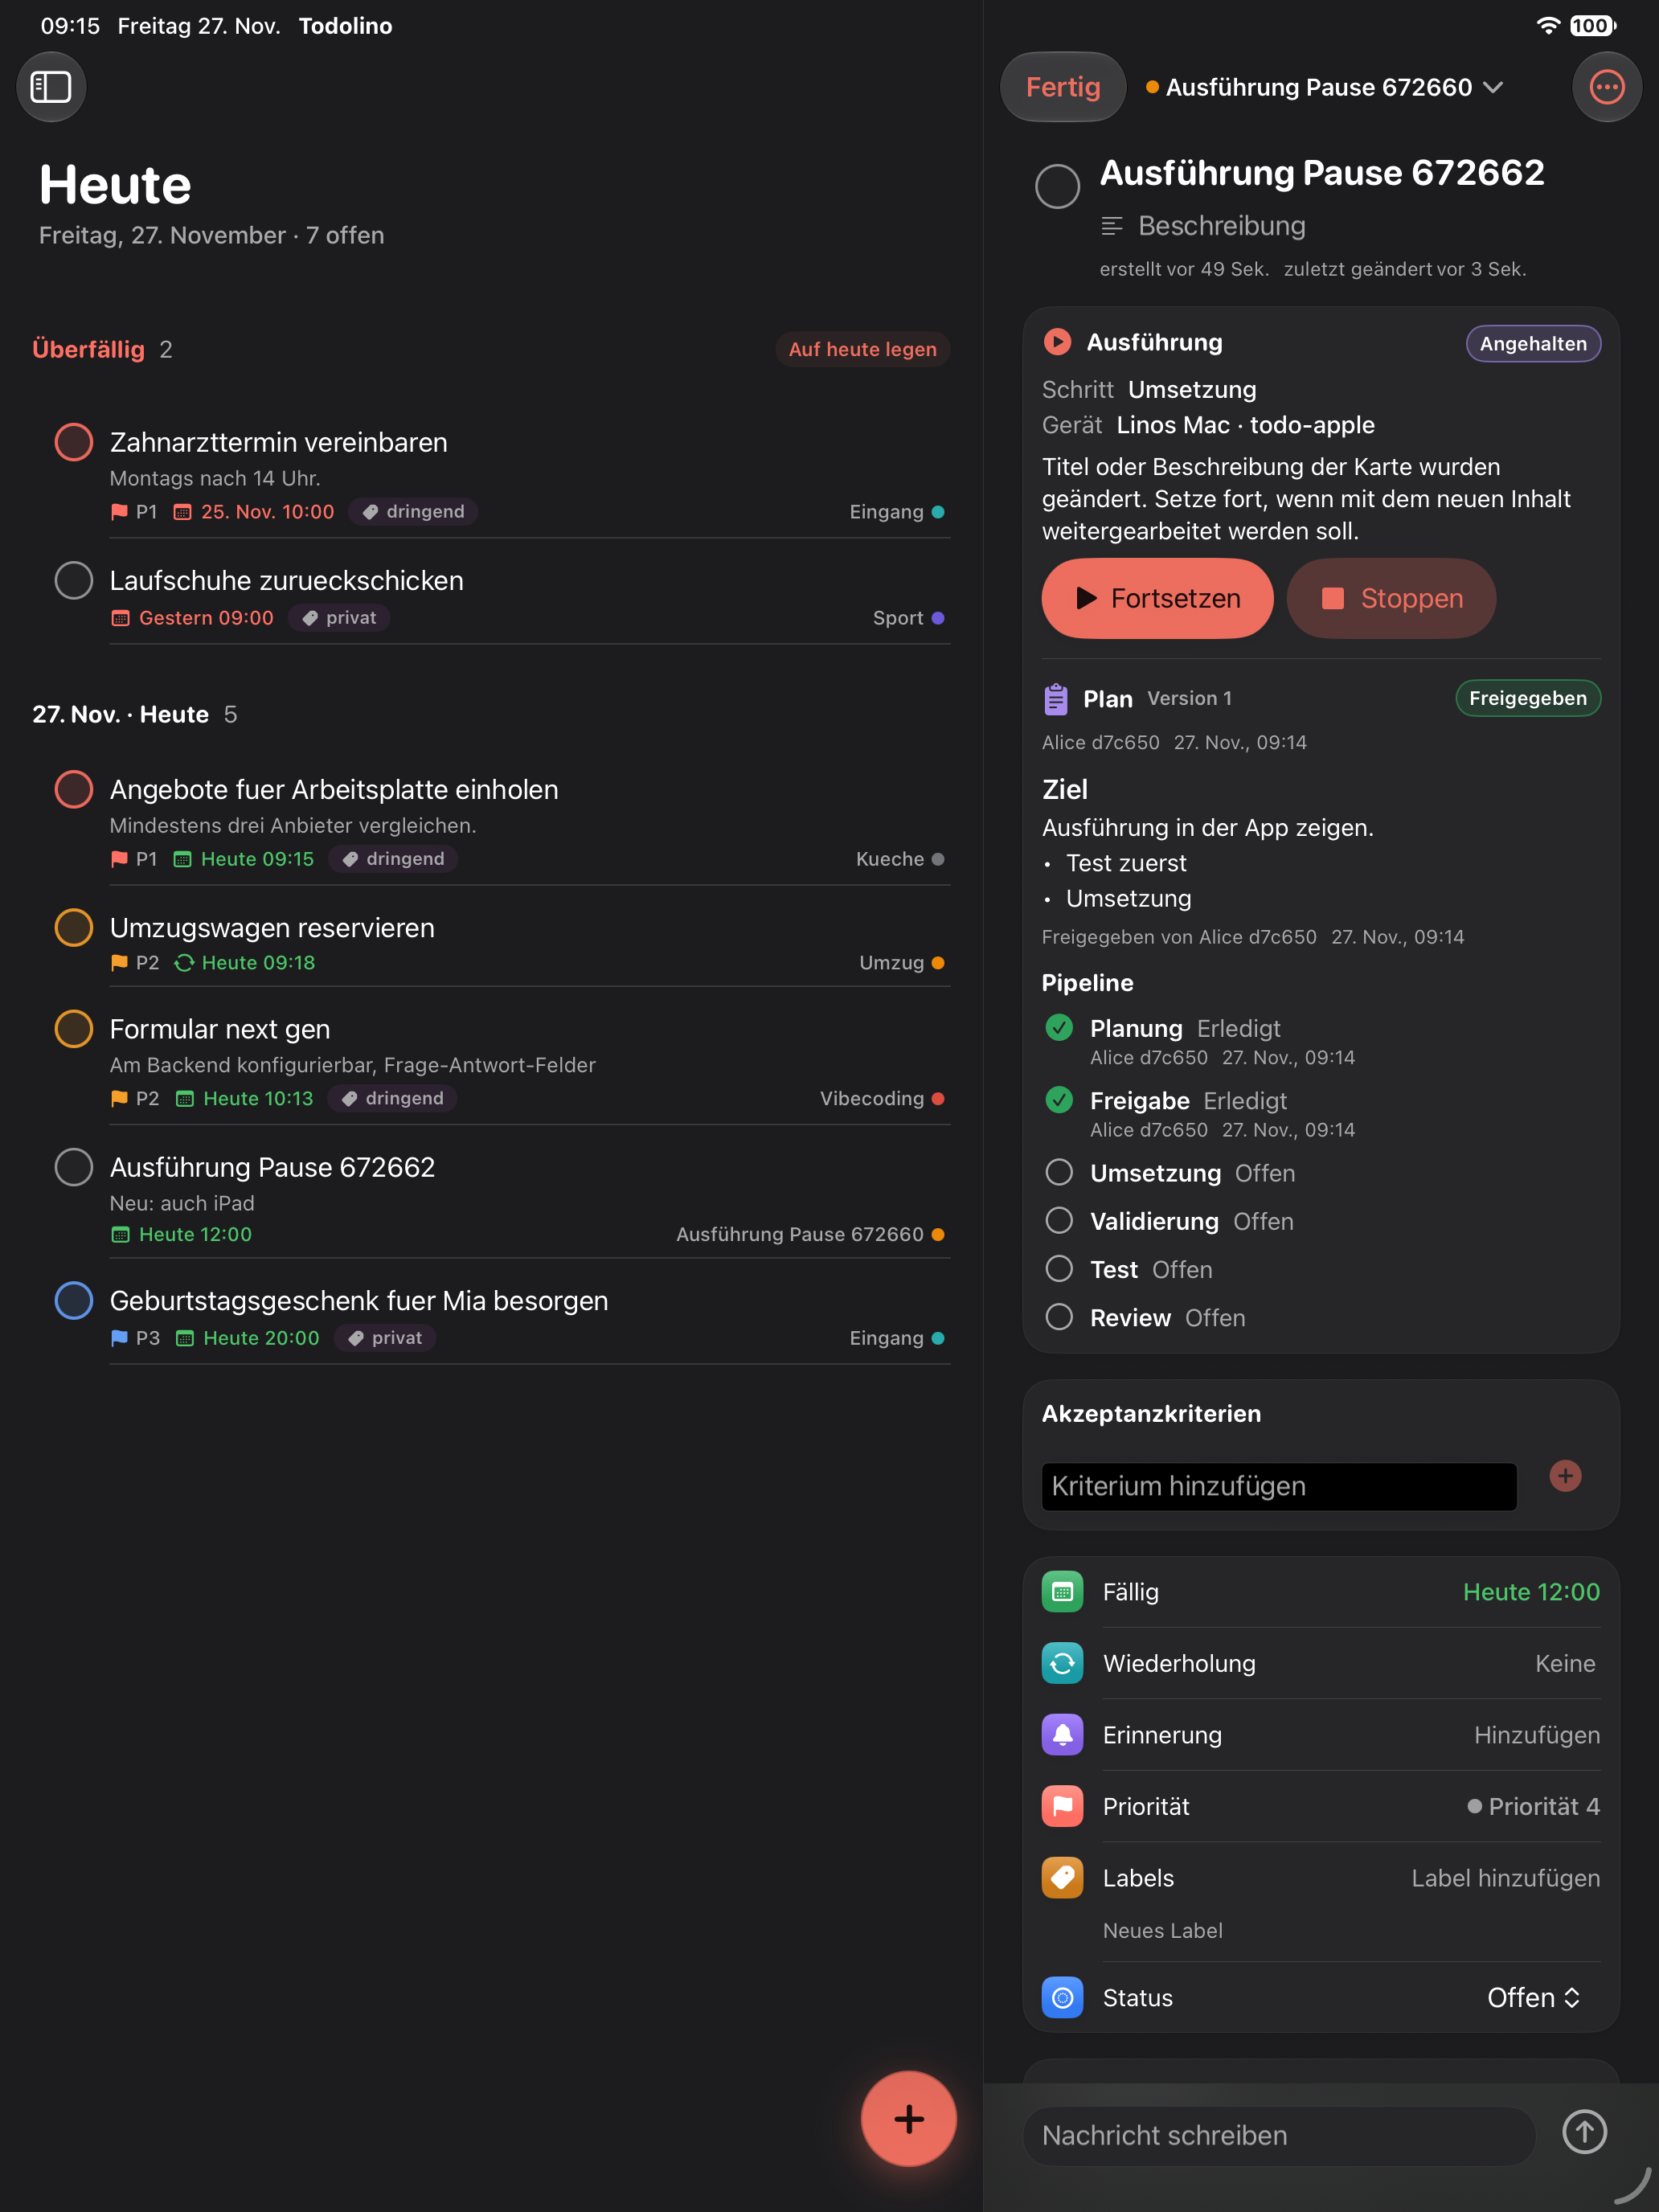 09:15 Freitag 27. Nov. Todolino
100
Heute
Freitag, 27. November · 7 offen
Überfällig 2
Auf heute legen
Zahnarzttermin vereinbaren
Montags nach 14 Uhr.
P1 25. Nov. 10:00 dringend Eingang
Laufschuhe zurueckschicken
Gestern 09:00 privat Sport
27. Nov. · Heute 5
Angebote fuer Arbeitsplatte einholen
Mindestens drei Anbieter vergleichen.
P1 Heute 09:15 dringend Kueche
Umzugswagen reservieren
P2 Heute 09:18 Umzug
Formular next gen
Am Backend konfigurierbar, Frage-Antwort-Felder
P2 Heute 10:13 dringend Vibecoding
Ausführung Pause 672662
Neu: auch iPad
Heute 12:00 Ausführung Pause 672660
Geburtstagsgeschenk fuer Mia besorgen
P3 Heute 20:00 privat Eingang
Fertig Ausführung Pause 672660
Ausführung Pause 672662
Beschreibung
erstellt vor 49 Sek. zuletzt geändert vor 3 Sek.
Ausführung Angehalten
Schritt Umsetzung
Gerät Linos Mac · todo-apple
Titel oder Beschreibung der Karte wurden
geändert. Setze fort, wenn mit dem neuen Inhalt
weitergearbeitet werden soll.
Fortsetzen Stoppen
Plan Version 1 Freigegeben
Alice d7c650 27. Nov., 09:14
Ziel
Ausführung in der App zeigen.
• Test zuerst
• Umsetzung
Freigegeben von Alice d7c650 27. Nov., 09:14
Pipeline
Planung Erledigt
Alice d7c650 27. Nov., 09:14
Freigabe Erledigt
Alice d7c650 27. Nov., 09:14
Umsetzung Offen
Validierung Offen
Test Offen
Review Offen
Akzeptanzkriterien
Kriterium hinzufügen
Fällig Heute 12:00
Wiederholung Keine
Erinnerung Hinzufügen
Priorität Priorität 4
Labels Label hinzufügen
Neues Label
Status Offen
Nachricht schreiben